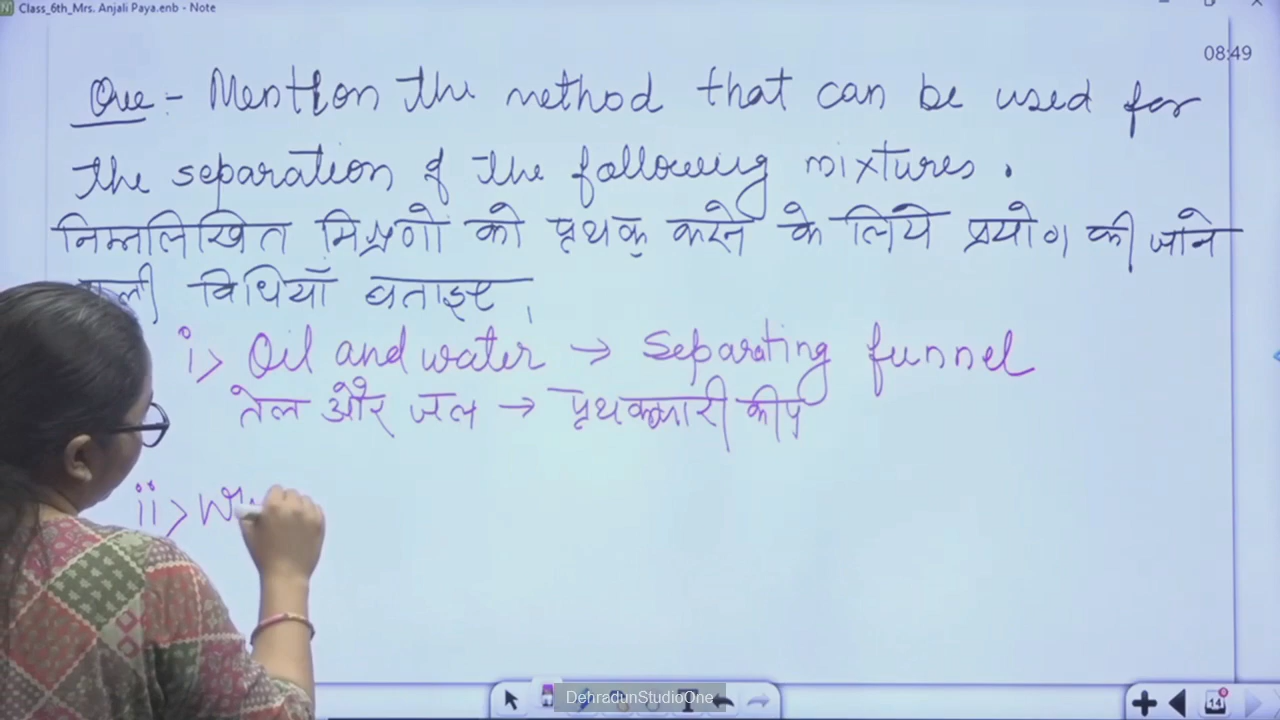 Class_6th_Mrs. Anjali Paya.enb - Note
08:49
Que - Mention the method that can be used for
the separation of the following mixtures.
निम्नलिखित मिश्रणो को पृथक् करने के लिये प्रयोग की जाने
विधियाँ बताइए।
i> Oil and water → Separating funnel
तेल और जल → पृथक्कारी कीप
ii>
14
DehradunStudioOne